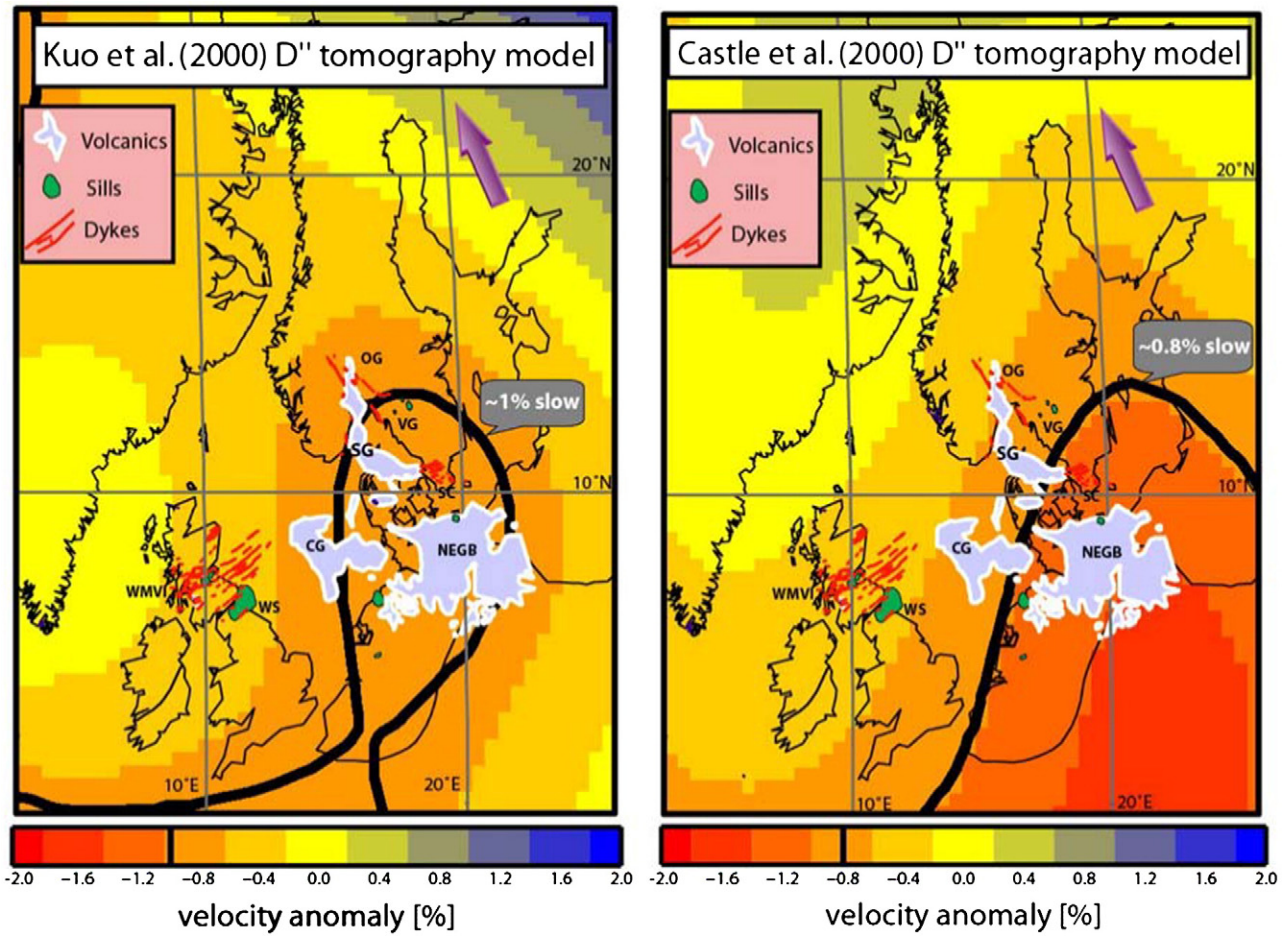 Kuo et al. (2000) D'' tomography model
Volcanics
Sills
Dykes
20°N
OG
~1% slow
VG
SG
SC
10°N
CG
NEGB
WMVI
WS
10°E
20°E
-2.0 -1.6 -1.2 -0.8 -0.4 0.0 0.4 0.8 1.2 1.6 2.0
velocity anomaly [%]
Castle et al. (2000) D'' tomography model
Volcanics
Sills
Dykes
20°N
~0.8% slow
OG
VG
SG
SC
10°N
CG
NEGB
WMVI
WS
10°E
20°E
-2.0 -1.6 -1.2 -0.8 -0.4 0.0 0.4 0.8 1.2 1.6 2.0
velocity anomaly [%]